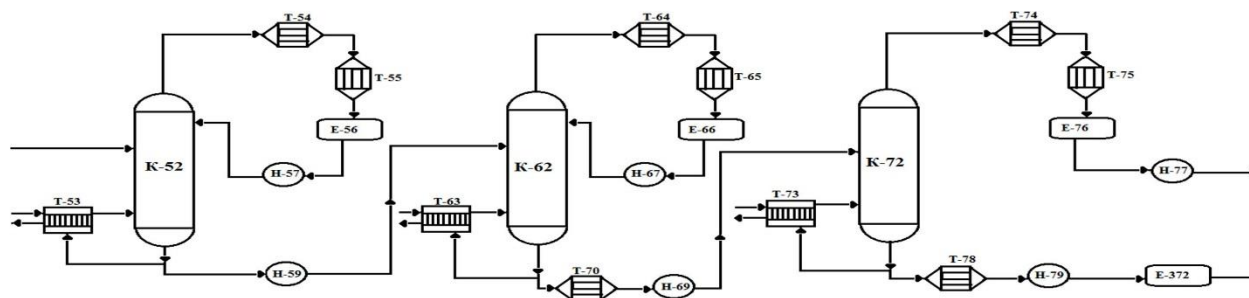 Т-54
Т-55
Е-56
К-52
Н-57
Т-53
Н-59
Т-64
Т-65
Е-66
К-62
Н-67
Т-63
Т-70
Н-69
Т-74
Т-75
Е-76
К-72
Н-77
Т-73
Т-78
Н-79
Е-372